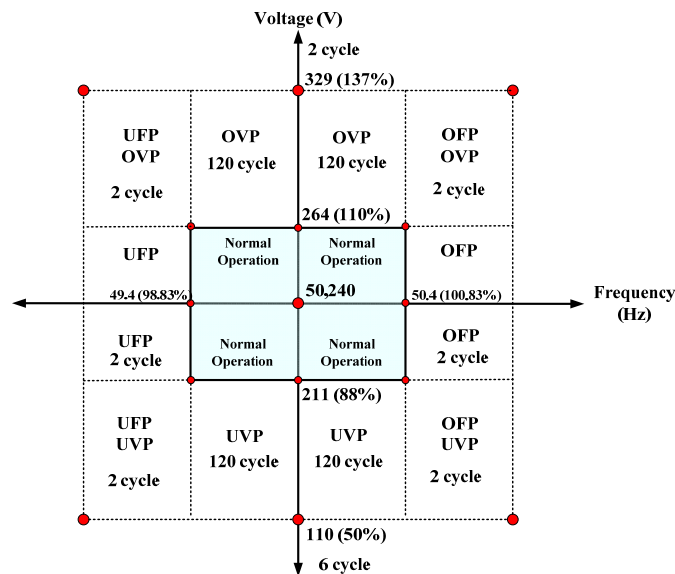 Voltage (V)
2 cycle
329 (137%)
UFP
OVP
2 cycle
OVP
120 cycle
OVP
120 cycle
OFP
OVP
2 cycle
264 (110%)
UFP
Normal
Operation
Normal
Operation
OFP
49.4 (98.83%)
50,240
50.4 (100.83%)
Frequency
(Hz)
UFP
2 cycle
Normal
Operation
Normal
Operation
OFP
2 cycle
211 (88%)
UFP
UVP
2 cycle
UVP
120 cycle
UVP
120 cycle
OFP
UVP
2 cycle
110 (50%)
6 cycle